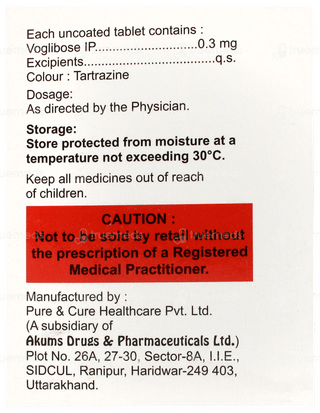 Each uncoated tablet contains :
Voglibose IP............................0.3 mg
Excipients....................................q.s.
Colour : Tartrazine
Dosage:
As directed by the Physician.
Storage:
Store protected from moisture at a
temperature not exceeding 30°C.
Keep all medicines out of reach
of children.
CAUTION :
Not to be sold by retail without
the prescription of a Registered
Medical Practitioner.
Manufactured by :
Pure & Cure Healthcare Pvt. Ltd.
(A subsidiary of
Akums Drugs & Pharmaceuticals Ltd.)
Plot No. 26A, 27-30, Sector-8A, I.I.E.,
SIDCUL, Ranipur, Haridwar-249 403,
Uttarakhand.